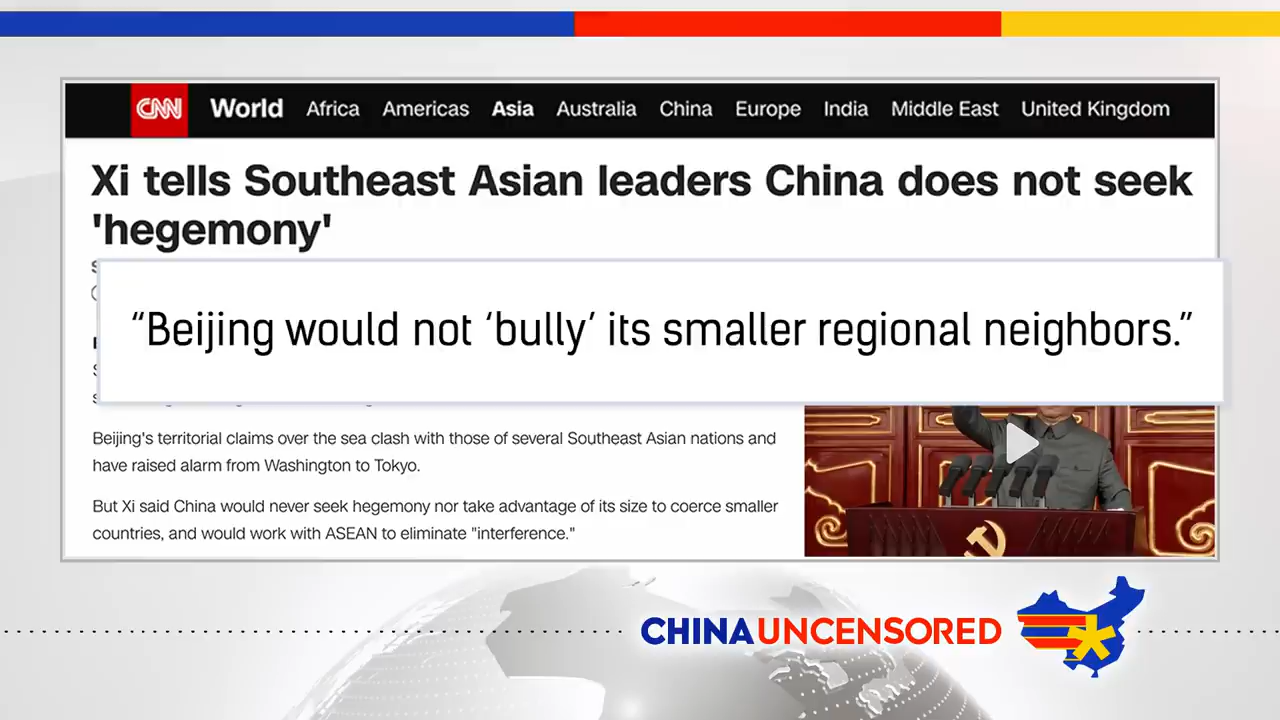 CNN World Africa Americas Asia Australia China Europe India Middle East United Kingdom
Xi tells Southeast Asian leaders China does not seek
'hegemony'
“Beijing would not ‘bully’ its smaller regional neighbors.”
Beijing's territorial claims over the sea clash with those of several Southeast Asian nations and
have raised alarm from Washington to Tokyo.
But Xi said China would never seek hegemony nor take advantage of its size to coerce smaller
countries, and would work with ASEAN to eliminate "interference."
CHINA UNCENSORED